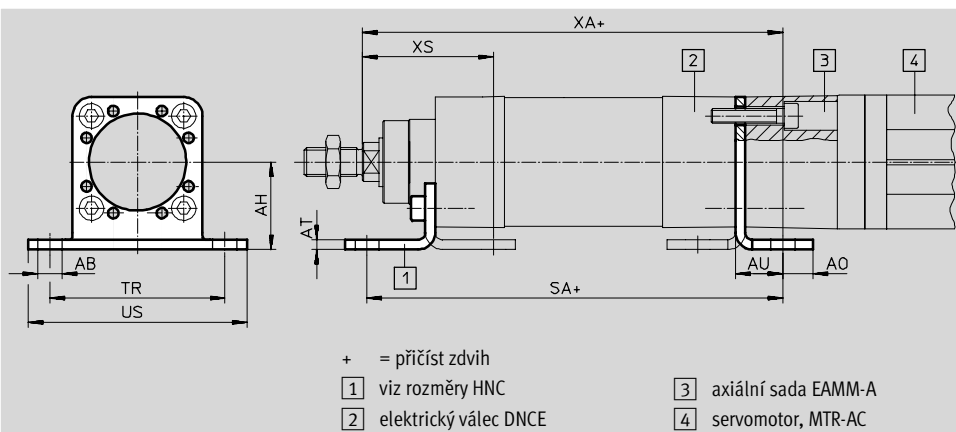 XA+
XS
2
3
4
AH
AT
AB
TR
US
1
AU
AO
SA+
+ = přičíst zdvih
1 viz rozměry HNC
2 elektrický válec DNCE
3 axiální sada EAMM-A
4 servomotor, MTR-AC